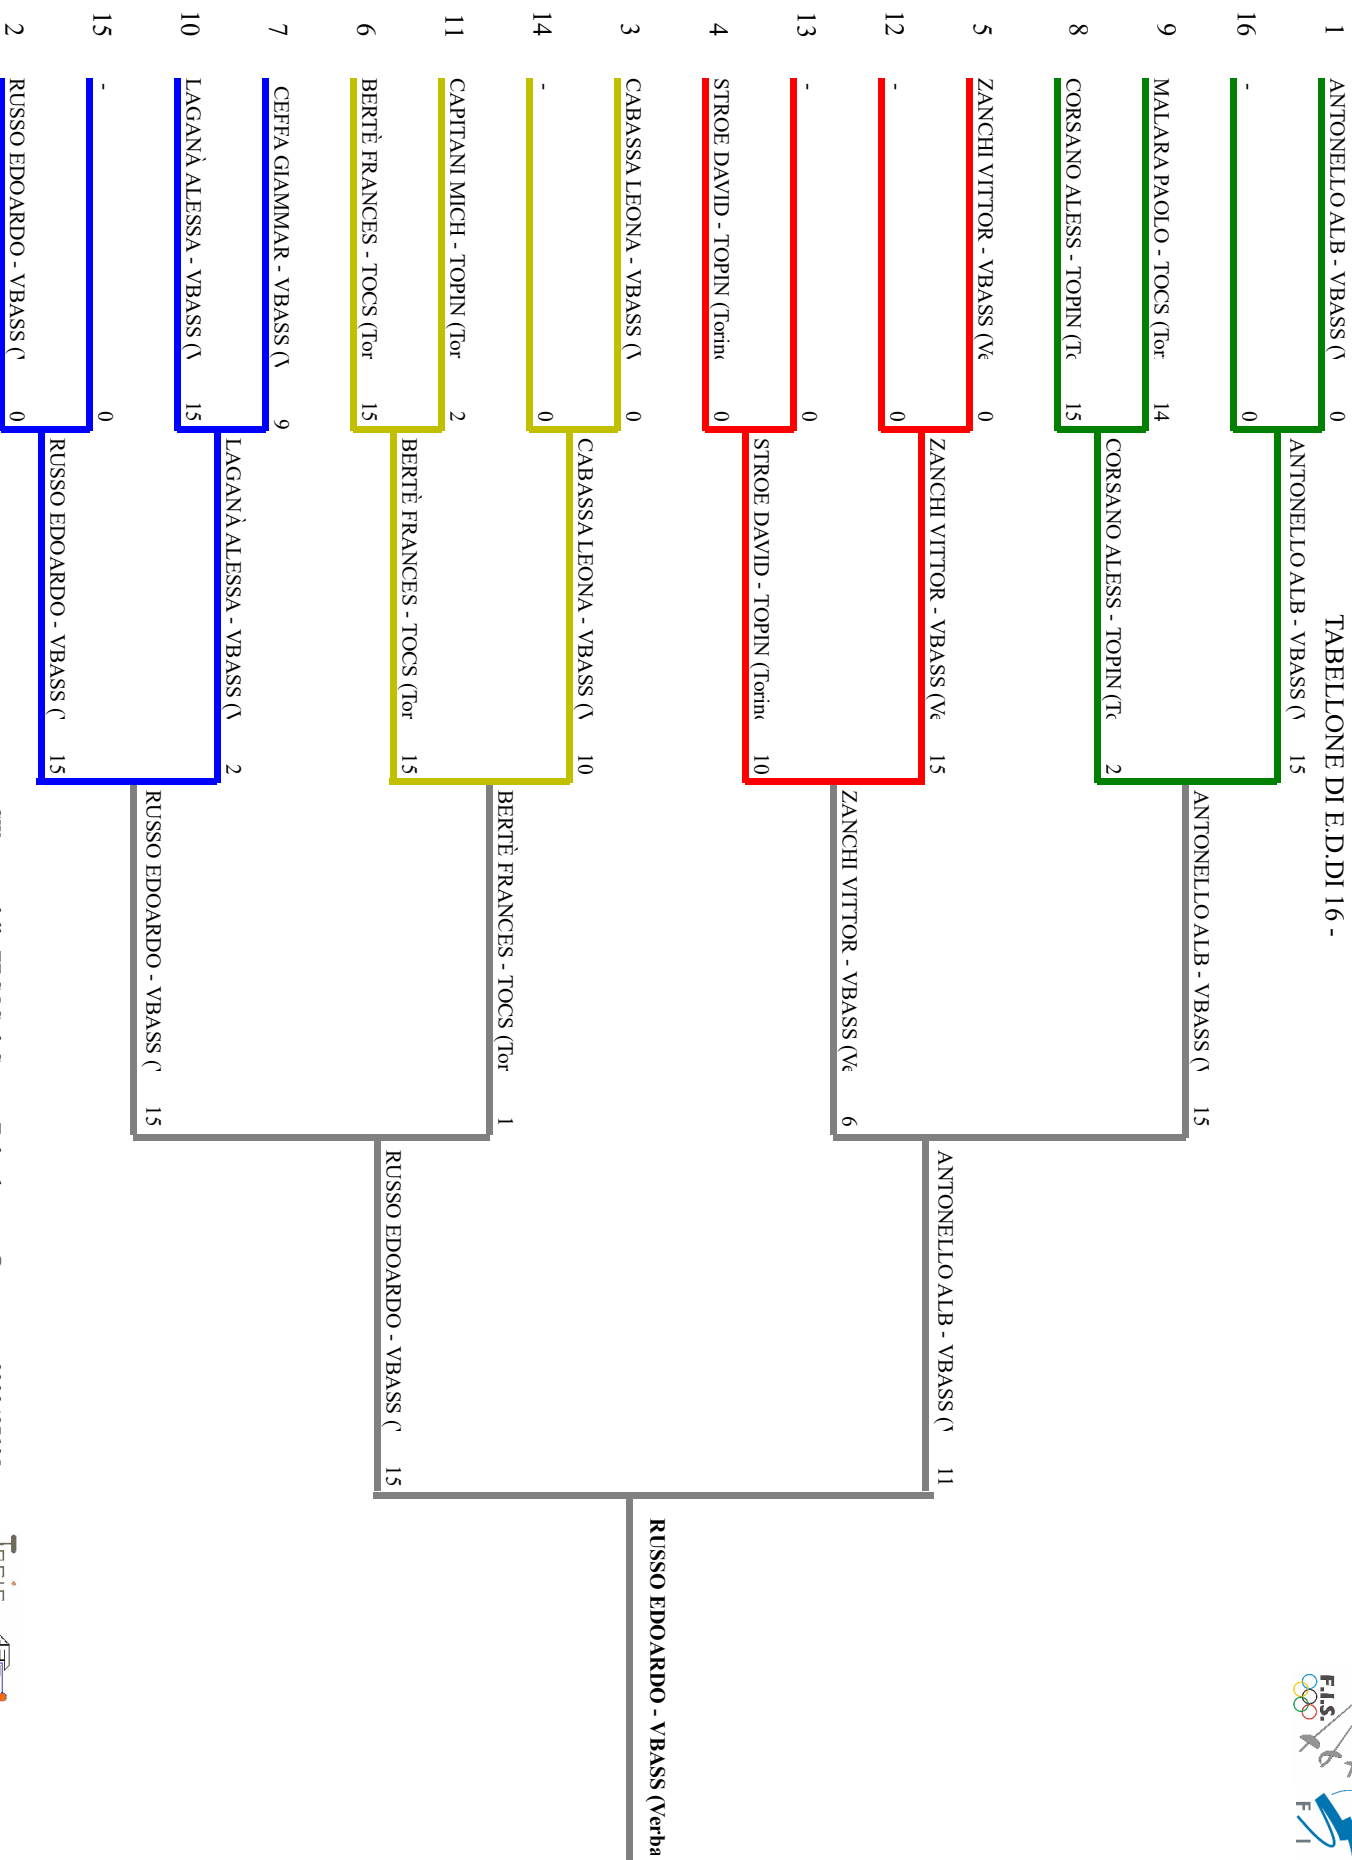 TABELLONE DI E.D.DI 16 -
1 ANTONELLO ALB - VBASS (V 0
16 - 0
9 MALARA PAOLO - TOCS (Tor 14
8 CORSANO ALESS - TOPIN (To 15
5 ZANCHI VITTOR - VBASS (Ve 0
12 - 0
13 - 0
4 STROE DAVID - TOPIN (Torino 0
3 CABASSA LEONA - VBASS (V 0
14 - 0
11 CAPITANI MICH - TOPIN (Tor 2
6 BERTÈ FRANCES - TOCS (Tor 15
7 CEFFA GIAMMAR - VBASS (V 9
10 LAGANÀ ALESSA - VBASS (V 15
15 - 0
2 RUSSO EDOARDO - VBASS ( 0
ANTONELLO ALB - VBASS (V 15
CORSANO ALESS - TOPIN (To 2
ZANCHI VITTOR - VBASS (Ve 15
STROE DAVID - TOPIN (Torino 10
CABASSA LEONA - VBASS (V 10
BERTÈ FRANCES - TOCS (Tor 15
LAGANÀ ALESSA - VBASS (V 2
RUSSO EDOARDO - VBASS ( 15
ANTONELLO ALB - VBASS (V 15
ZANCHI VITTOR - VBASS (Ve 6
BERTÈ FRANCES - TOCS (Tor 1
RUSSO EDOARDO - VBASS ( 15
ANTONELLO ALB - VBASS (V 11
RUSSO EDOARDO - VBASS ( 15
RUSSO EDOARDO - VBASS (Verba
F.I.S.
F I